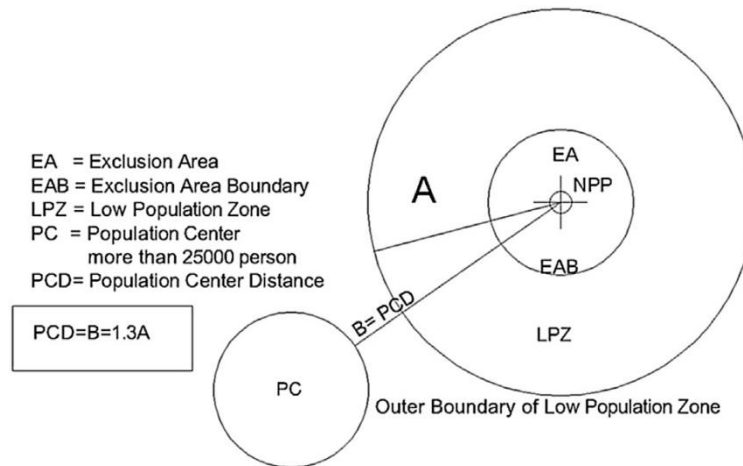 EA = Exclusion Area
EAB = Exclusion Area Boundary
LPZ = Low Population Zone
PC = Population Center
more than 25000 person
PCD= Population Center Distance
PCD=B=1.3A
A
EA
NPP
EAB
B= PCD
LPZ
PC
Outer Boundary of Low Population Zone